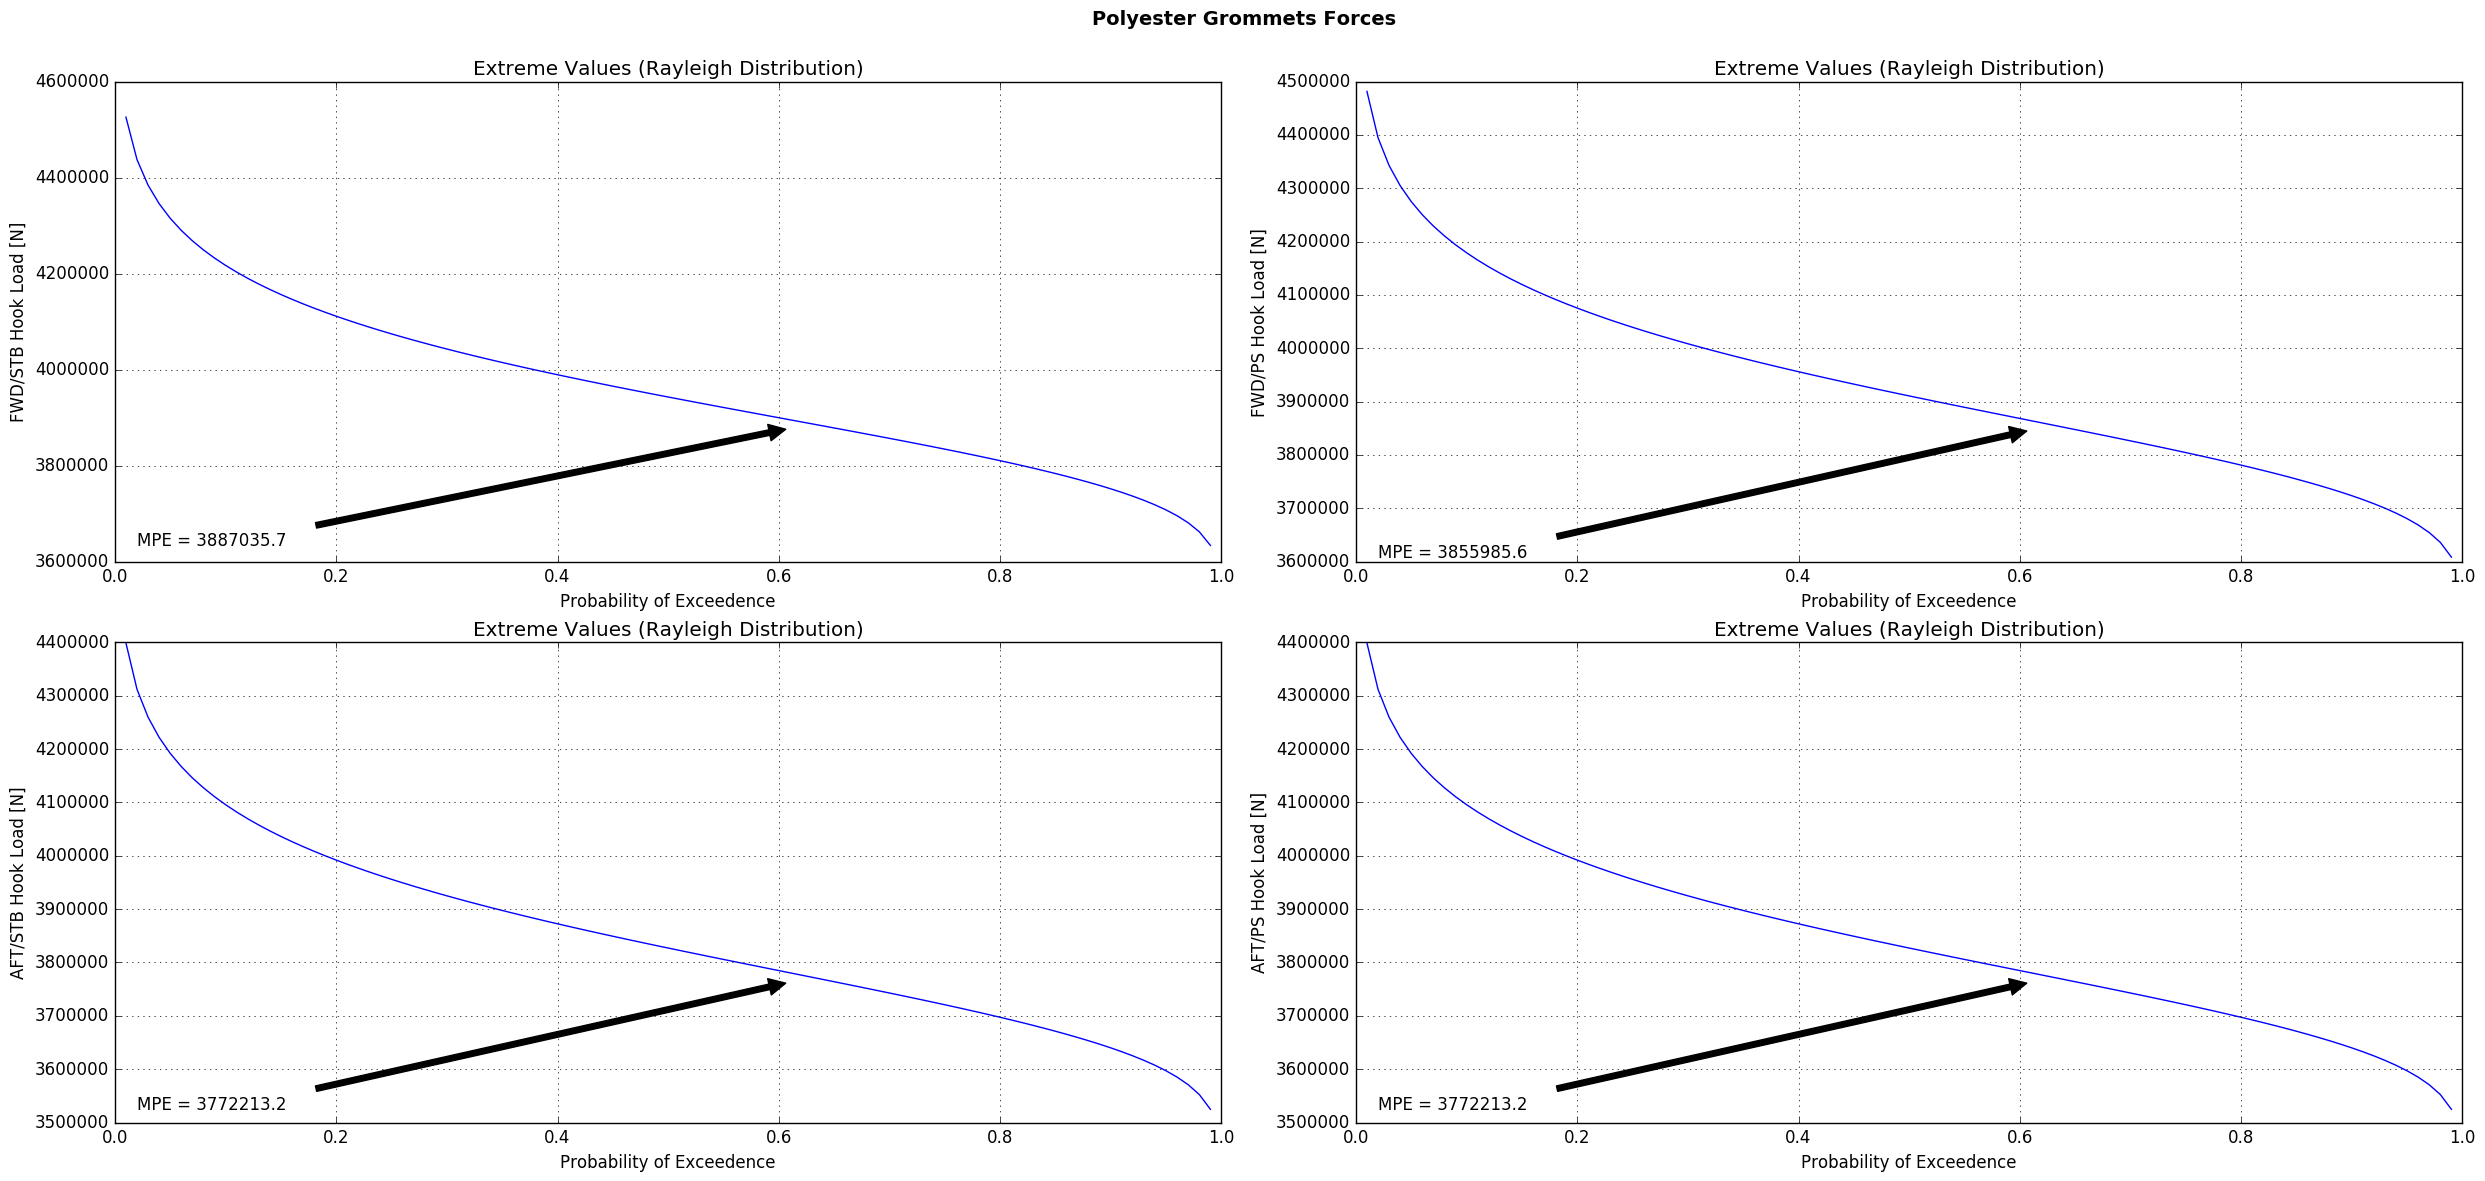 Polyester Grommets Forces
Extreme Values (Rayleigh Distribution)
4600000
4400000
4200000
4000000
3800000
3600000
FWD/STB Hook Load [N]
MPE = 3887035.7
0.0 0.2 0.4 0.6 0.8 1.0
Probability of Exceedence
Extreme Values (Rayleigh Distribution)
4500000
4400000
4300000
4200000
4100000
4000000
3900000
3800000
3700000
3600000
FWD/PS Hook Load [N]
MPE = 3855985.6
0.0 0.2 0.4 0.6 0.8 1.0
Probability of Exceedence
Extreme Values (Rayleigh Distribution)
4400000
4300000
4200000
4100000
4000000
3900000
3800000
3700000
3600000
3500000
AFT/STB Hook Load [N]
MPE = 3772213.2
0.0 0.2 0.4 0.6 0.8 1.0
Probability of Exceedence
Extreme Values (Rayleigh Distribution)
4400000
4300000
4200000
4100000
4000000
3900000
3800000
3700000
3600000
3500000
AFT/PS Hook Load [N]
MPE = 3772213.2
0.0 0.2 0.4 0.6 0.8 1.0
Probability of Exceedence